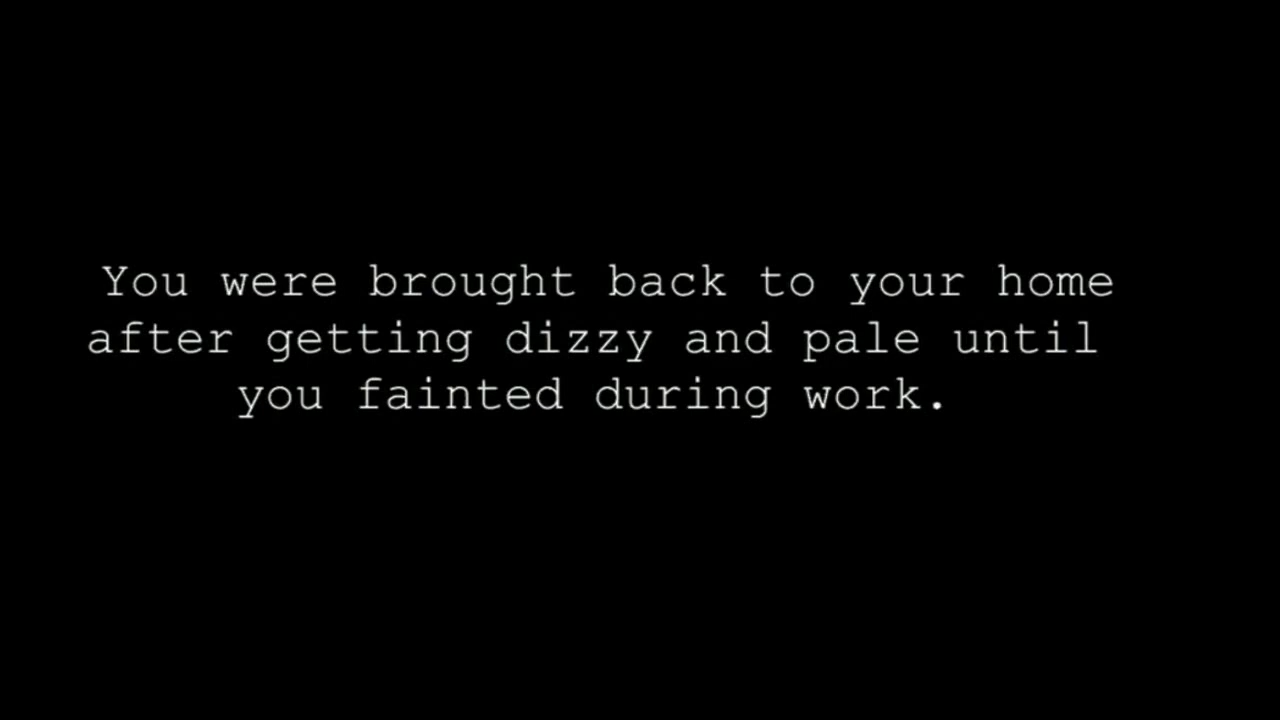 You were brought back to your home
after getting dizzy and pale until
you fainted during work.